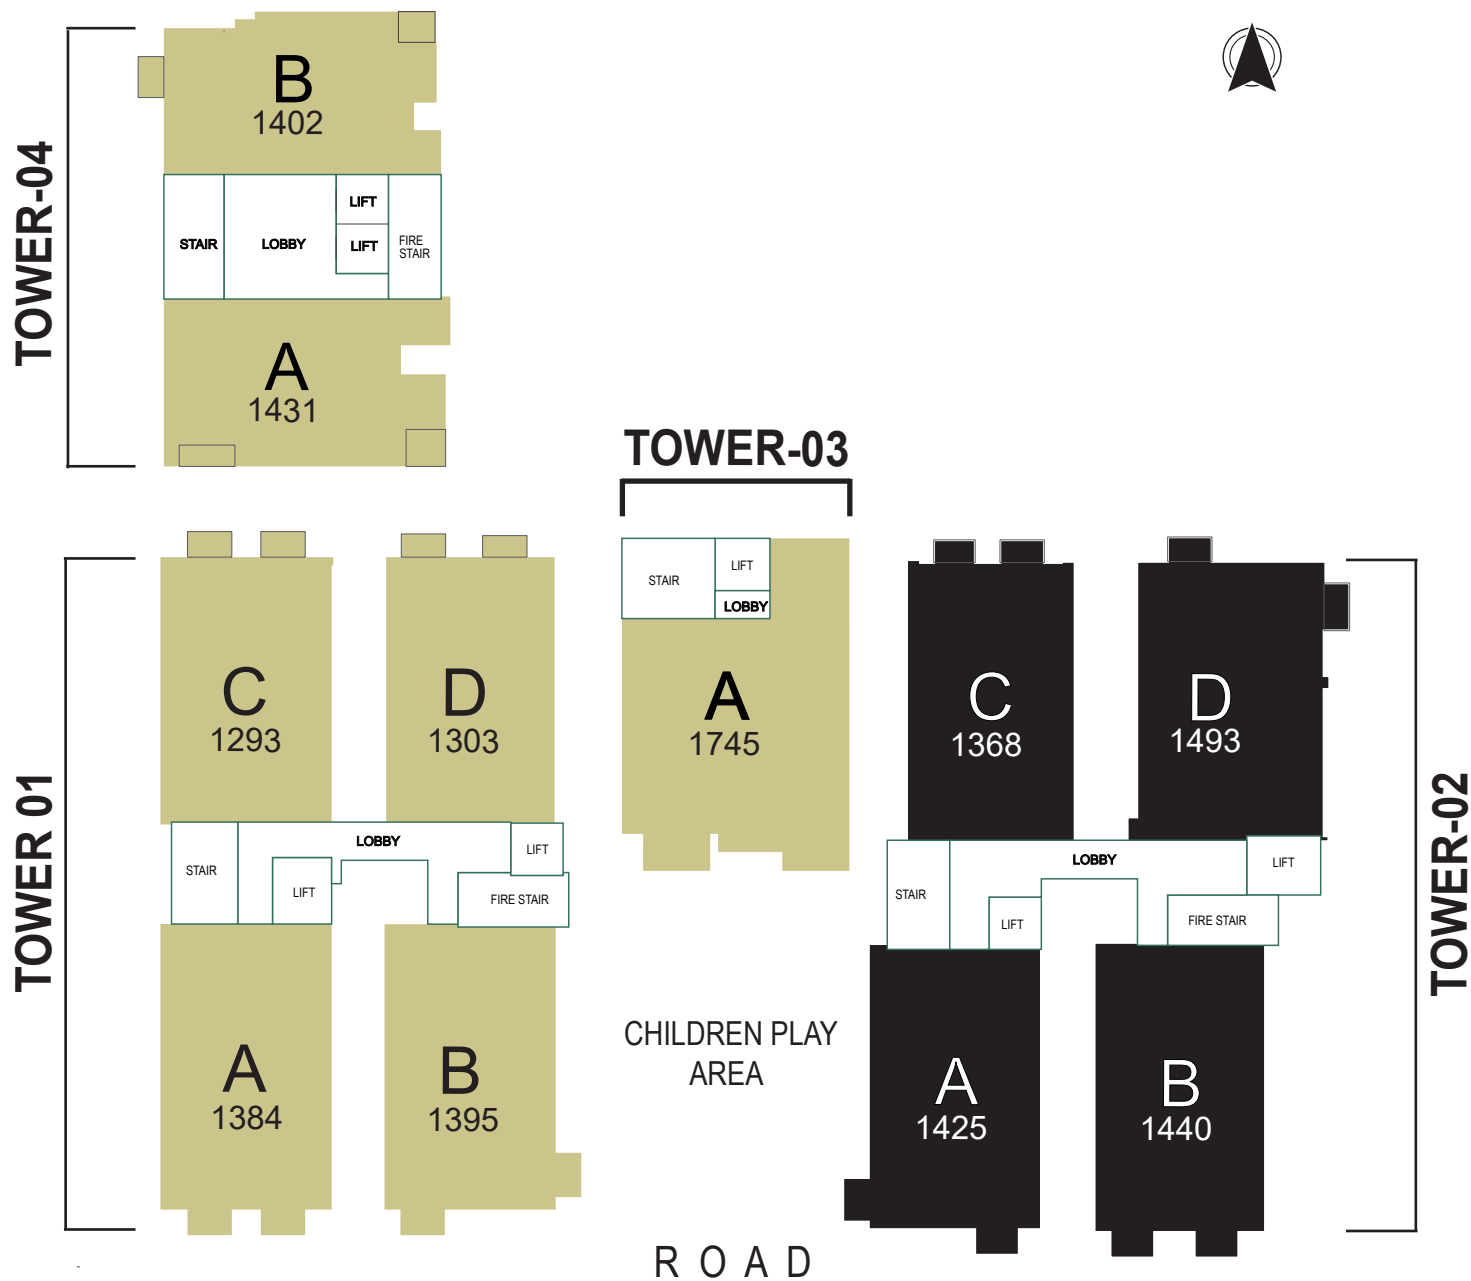 TOWER-04
B
1402
STAIR
LOBBY
LIFT
LIFT
FIRE
STAIR
A
1431
TOWER-03
STAIR
LIFT
LOBBY
A
1745
TOWER 01
C
1293
D
1303
LOBBY
STAIR
LIFT
LIFT
FIRE STAIR
A
1384
B
1395
TOWER-02
C
1368
D
1493
LOBBY
STAIR
LIFT
LIFT
FIRE STAIR
A
1425
B
1440
CHILDREN PLAY
AREA
ROAD